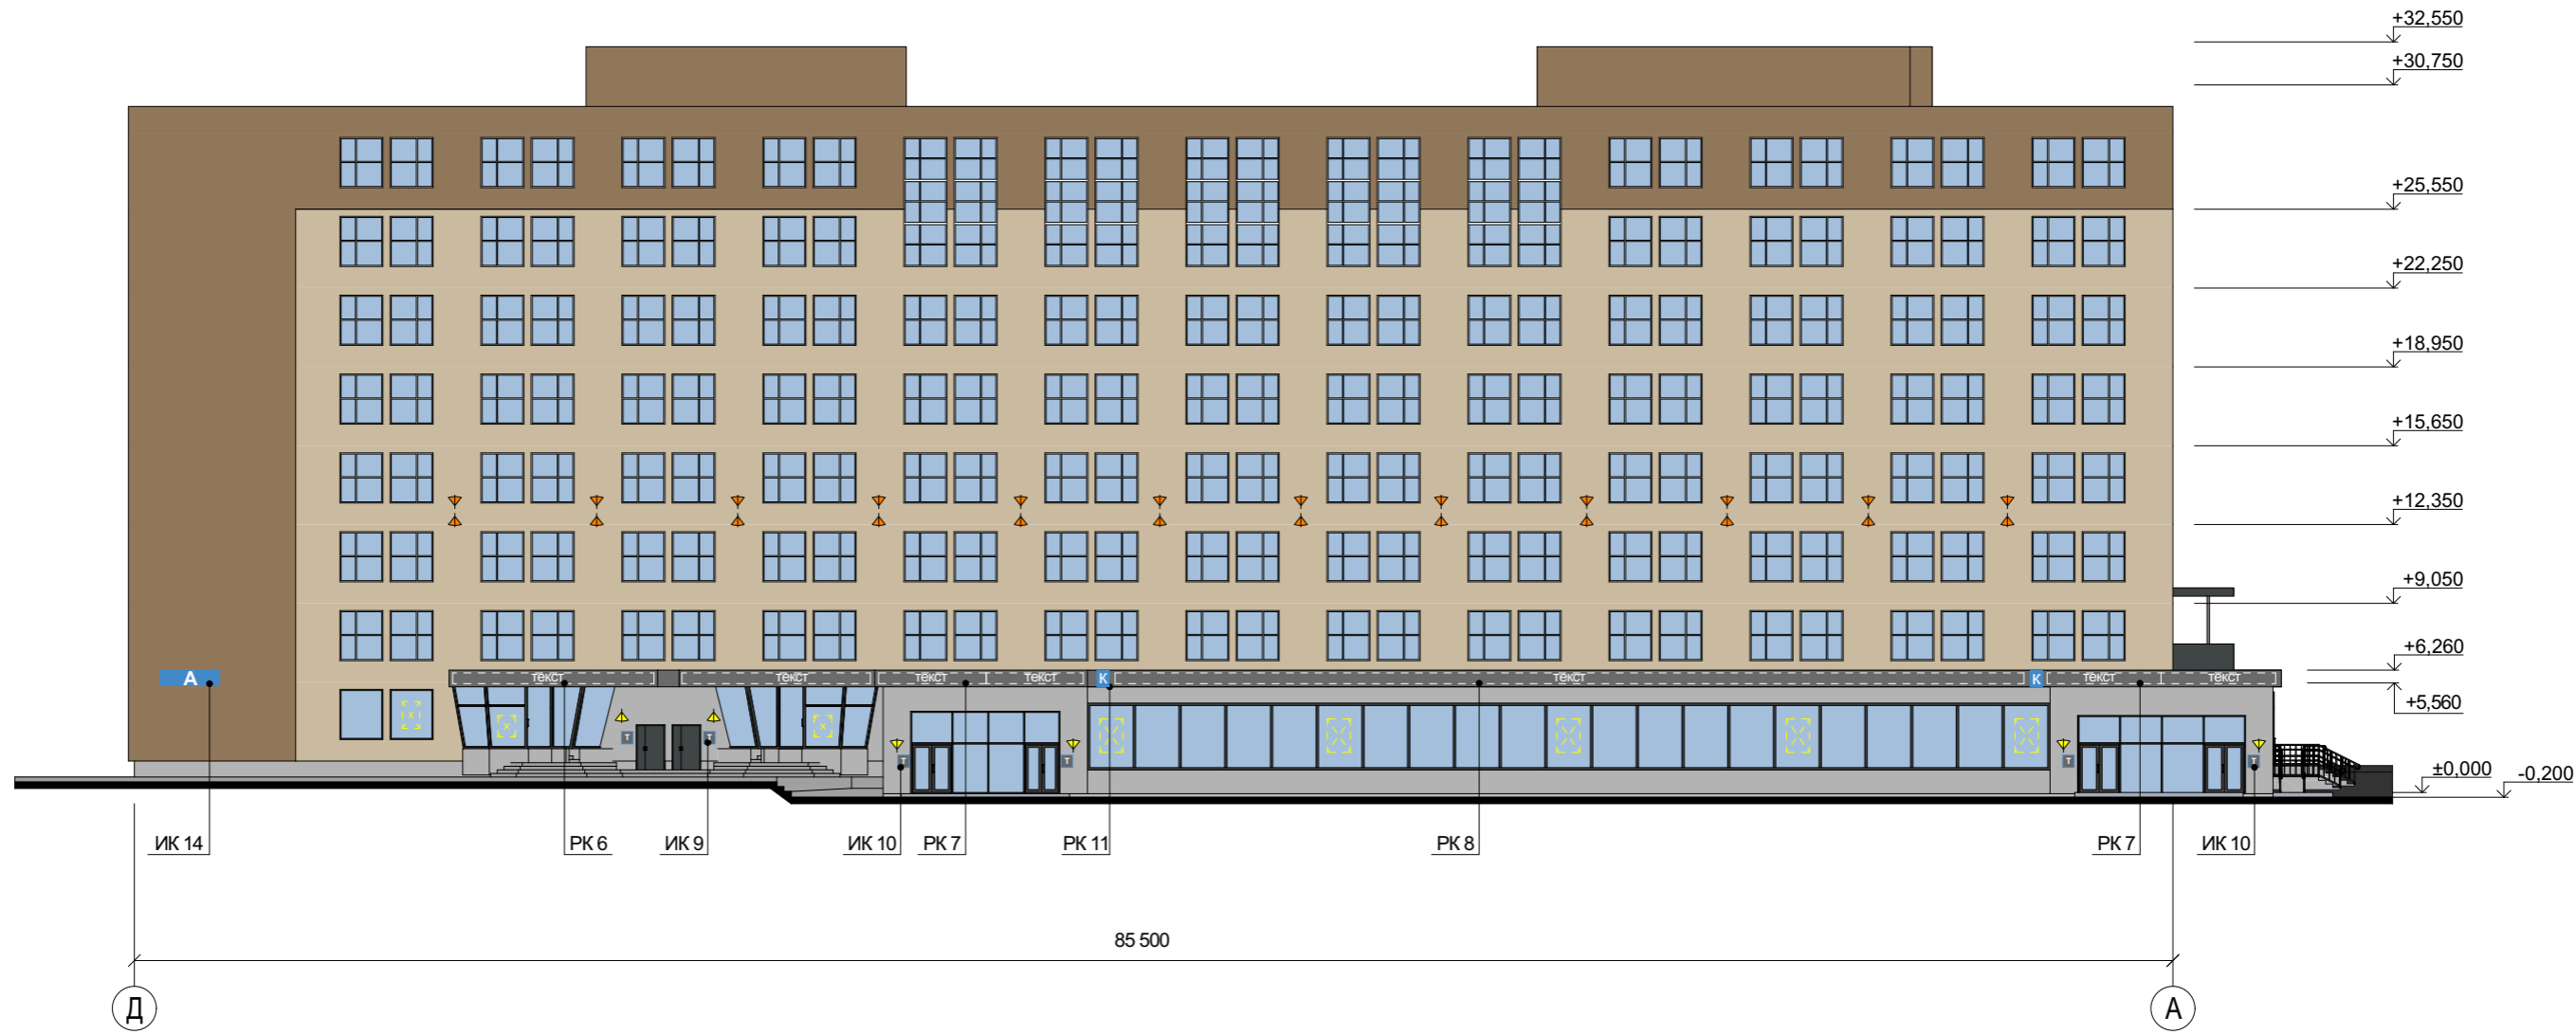 +32,550
+30,750
+25,550
+22,250
+18,950
+15,650
+12,350
+9,050
+6,260
+5,560
±0,000
-0,200
А
текст
текст
текст
текст
К
текст
К
текст
текст
Т
Т
Т
Т
Т
Т
ИК 14
РК 6
ИК 9
ИК 10
РК 7
РК 11
РК 8
РК 7
ИК 10
85 500
Д
А